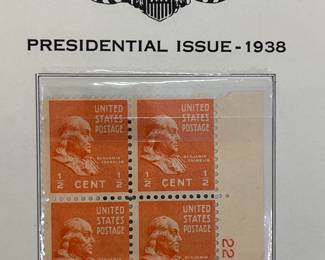 PRESIDENTIAL ISSUE - 1938
UNITED STATES POSTAGE
BENJAMIN FRANKLIN
1/2 CENT 1/2
UNITED STATES POSTAGE
BENJAMIN FRANKLIN
1/2 CENT 1/2
UNITED STATES POSTAGE
UNITED STATES POSTAGE
22